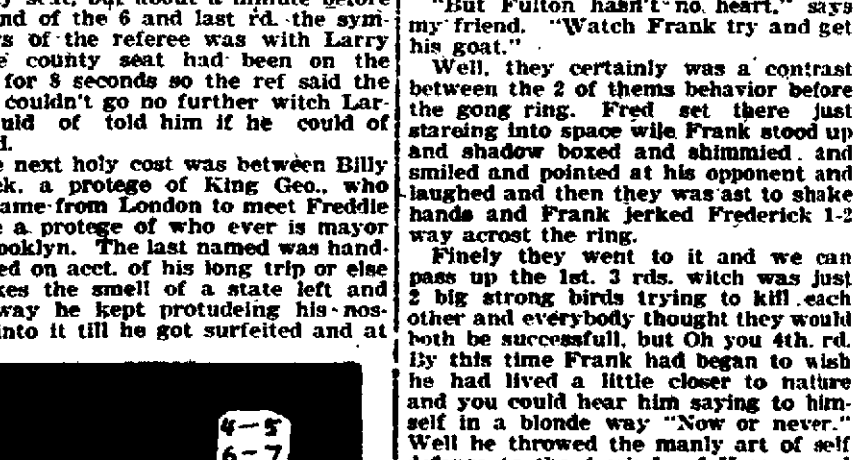 nd of the 6 and last rd. the sym-
s of the referee was with Larry
county seat had been on the
for 8 seconds so the ref said the
couldn't go no further witch Lar-
uld of told him if he could of
d.
next holy cost was between Billy
ck, a protege of King Geo., who
ame from London to meet Freddie
a protege of who ever is mayor
ooklyn. The last named was hand-
ed on acct. of his long trip or else
kes the smell of a state left and
way he kept protudeing his nos-
into it till he got surfeited and at
4-5
6-7
"But Fulton hasn't no heart," says
my friend. "Watch Frank try and get
his goat."
Well, they certainly was a contrast
between the 2 of thems behavior before
the gong ring. Fred set there just
stareing into space wile Frank stood up
and shadow boxed and shimmied and
smiled and pointed at his opponent and
laughed and then they was ast to shake
hands and Frank jerked Frederick 1-2
way acrost the ring.
Finely they went to it and we can
pass up the 1st. 3 rds. witch was just
2 big strong birds trying to kill each
other and everybody thought they would
both be successfull, but Oh you 4th. rd.
By this time Frank had began to wish
he had lived a little closer to nature
and you could hear him saying to him-
self in a blonde way "Now or never."
Well he throwed the manly art of self